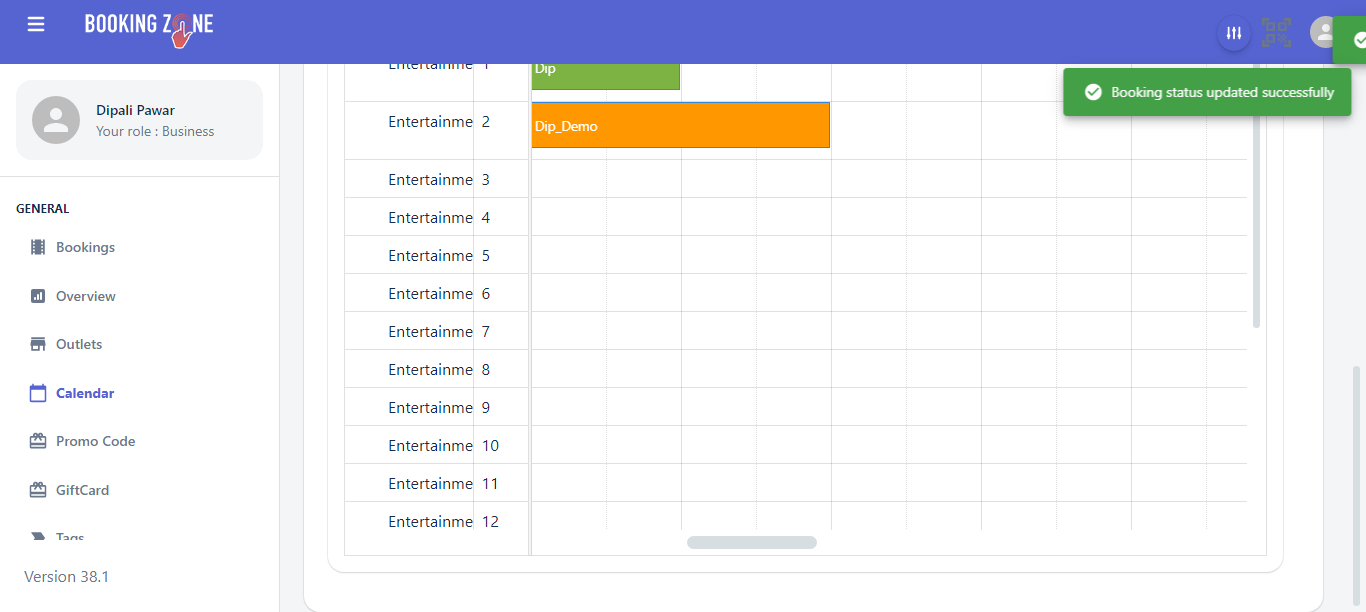 BOOKING ZONE
Booking status updated successfully
Dipali Pawar
Your role : Business
GENERAL
Bookings
Overview
Outlets
Calendar
Promo Code
GiftCard
Tags
Version 38.1
Entertainme 1
Dip
Entertainme 2
Dip_Demo
Entertainme 3
Entertainme 4
Entertainme 5
Entertainme 6
Entertainme 7
Entertainme 8
Entertainme 9
Entertainme 10
Entertainme 11
Entertainme 12